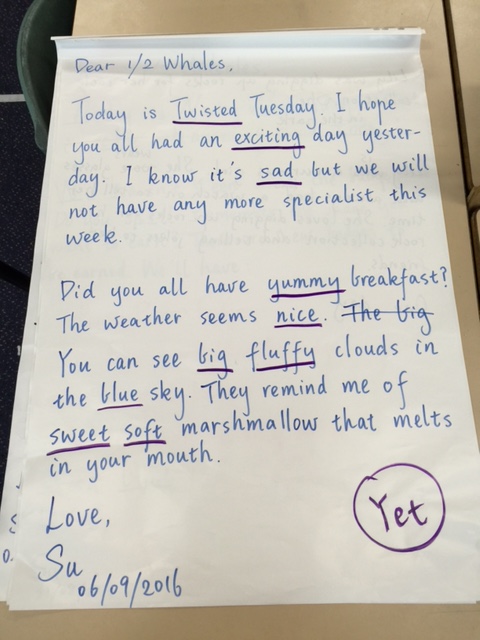 Dear 1/2 Whales,
Today is Twisted Tuesday. I hope
you all had an exciting day yester-
day. I know it's sad but we will
not have any more specialist this
week.
Did you all have yummy breakfast?
The weather seems nice. The big
You can see big fluffy clouds in
the blue sky. They remind me of
sweet soft marshmallow that melts
in your mouth.
Love,
Su
06/09/2016
Yet